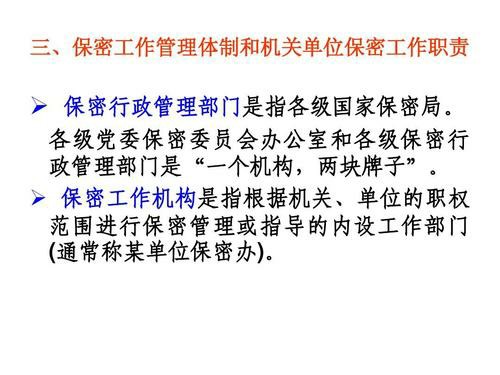 三、保密工作管理体制和机关单位保密工作职责
➢ 保密行政管理部门是指各级国家保密局。
各级党委保密委员会办公室和各级保密行
政管理部门是“一个机构，两块牌子”。
➢ 保密工作机构是指根据机关、单位的职权
范围进行保密管理或指导的内设工作部门
(通常称某单位保密办)。